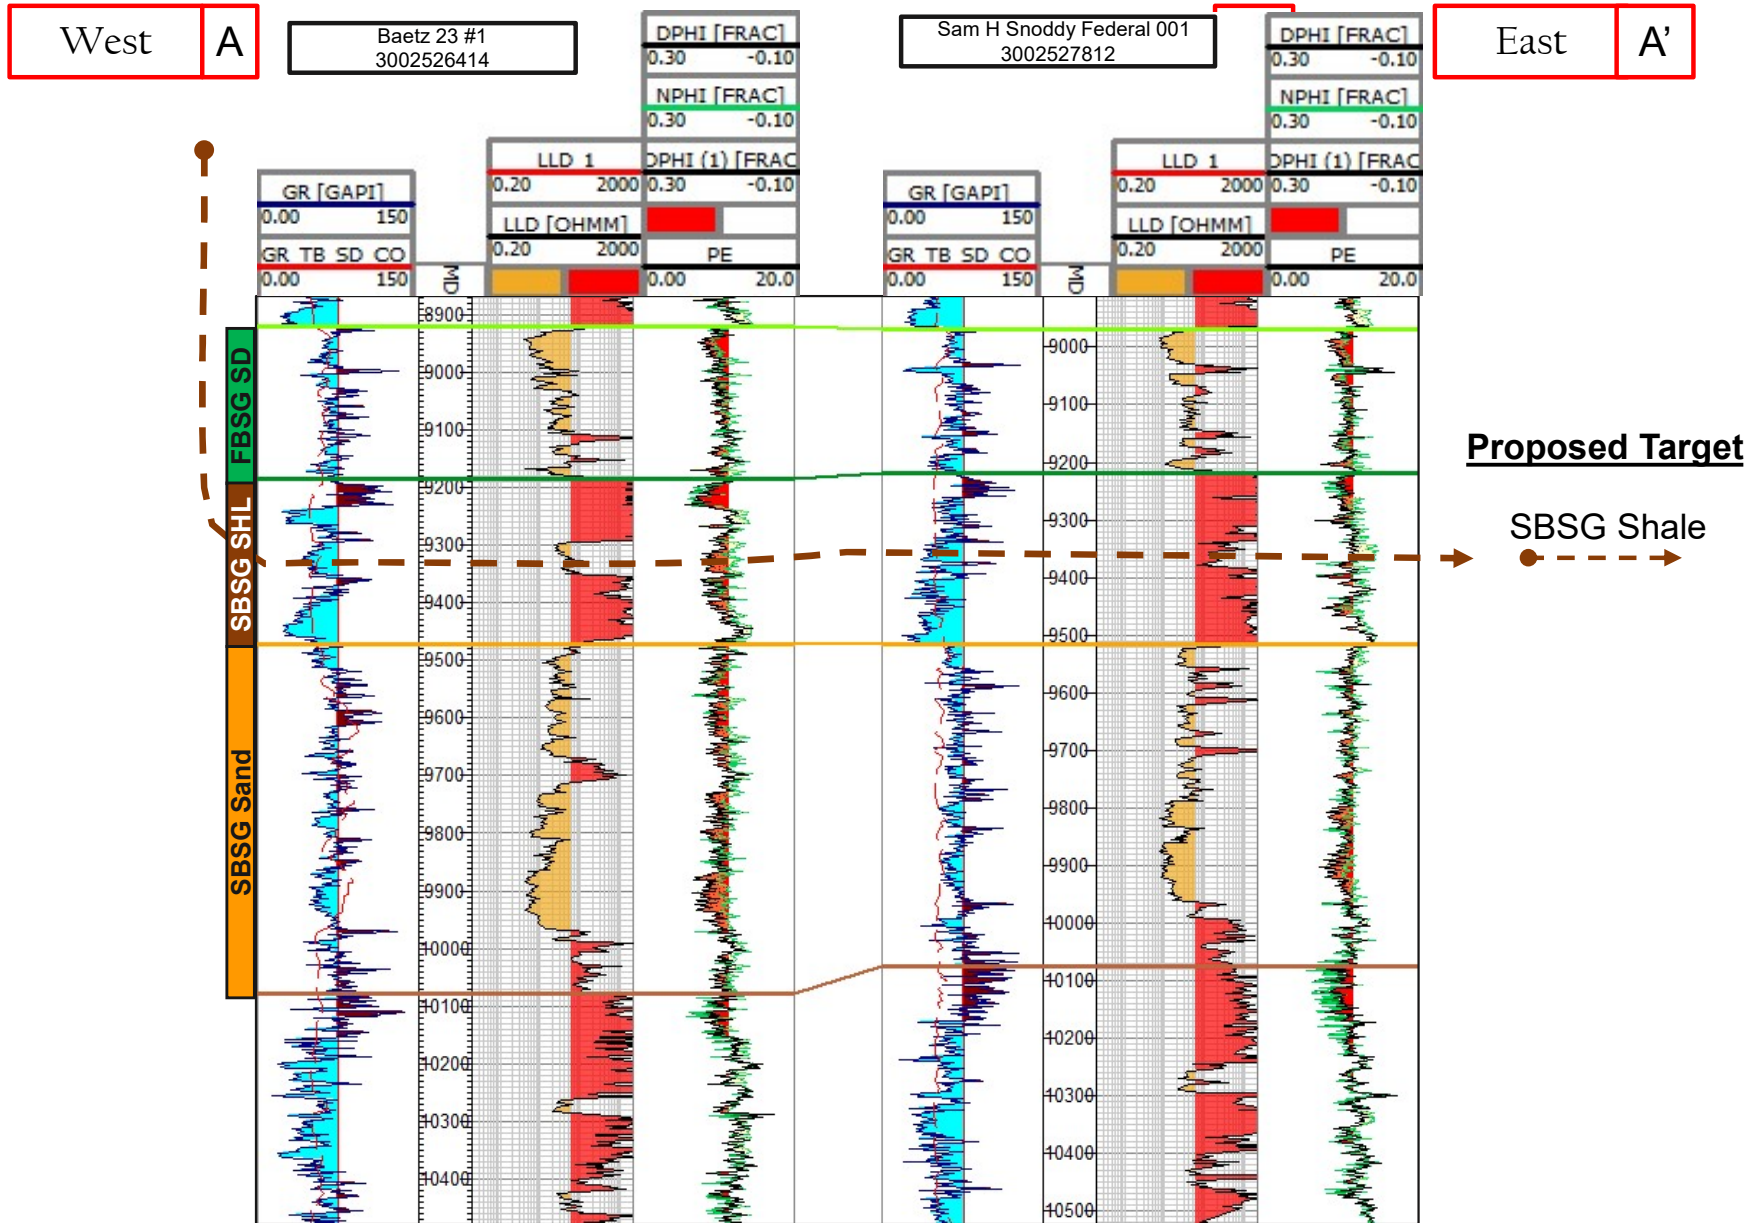 West
A
Baetz 23 #1
3002526414
DPHI [FRAC]
0.30 -0.10
NPHI [FRAC]
0.30 -0.10
DPHI (1) [FRAC
0.30 -0.10
PE
0.00 20.0
LLD 1
0.20 2000
LLD [OHMM]
0.20 2000
GR [GAPI]
0.00 150
GR TB SD CO
0.00 150
MD
Sam H Snoddy Federal 001
3002527812
DPHI [FRAC]
0.30 -0.10
NPHI [FRAC]
0.30 -0.10
DPHI (1) [FRAC
0.30 -0.10
PE
0.00 20.0
LLD 1
0.20 2000
LLD [OHMM]
0.20 2000
GR [GAPI]
0.00 150
GR TB SD CO
0.00 150
MD
East
A’
FBSG SD
SBSG SHL
SBSG Sand
8900
9000
9100
9200
9300
9400
9500
9600
9700
9800
9900
10000
10100
10200
10300
10400
9000
9100
9200
9300
9400
9500
9600
9700
9800
9900
10000
10100
10200
10300
10400
10500
Proposed Target
SBSG Shale